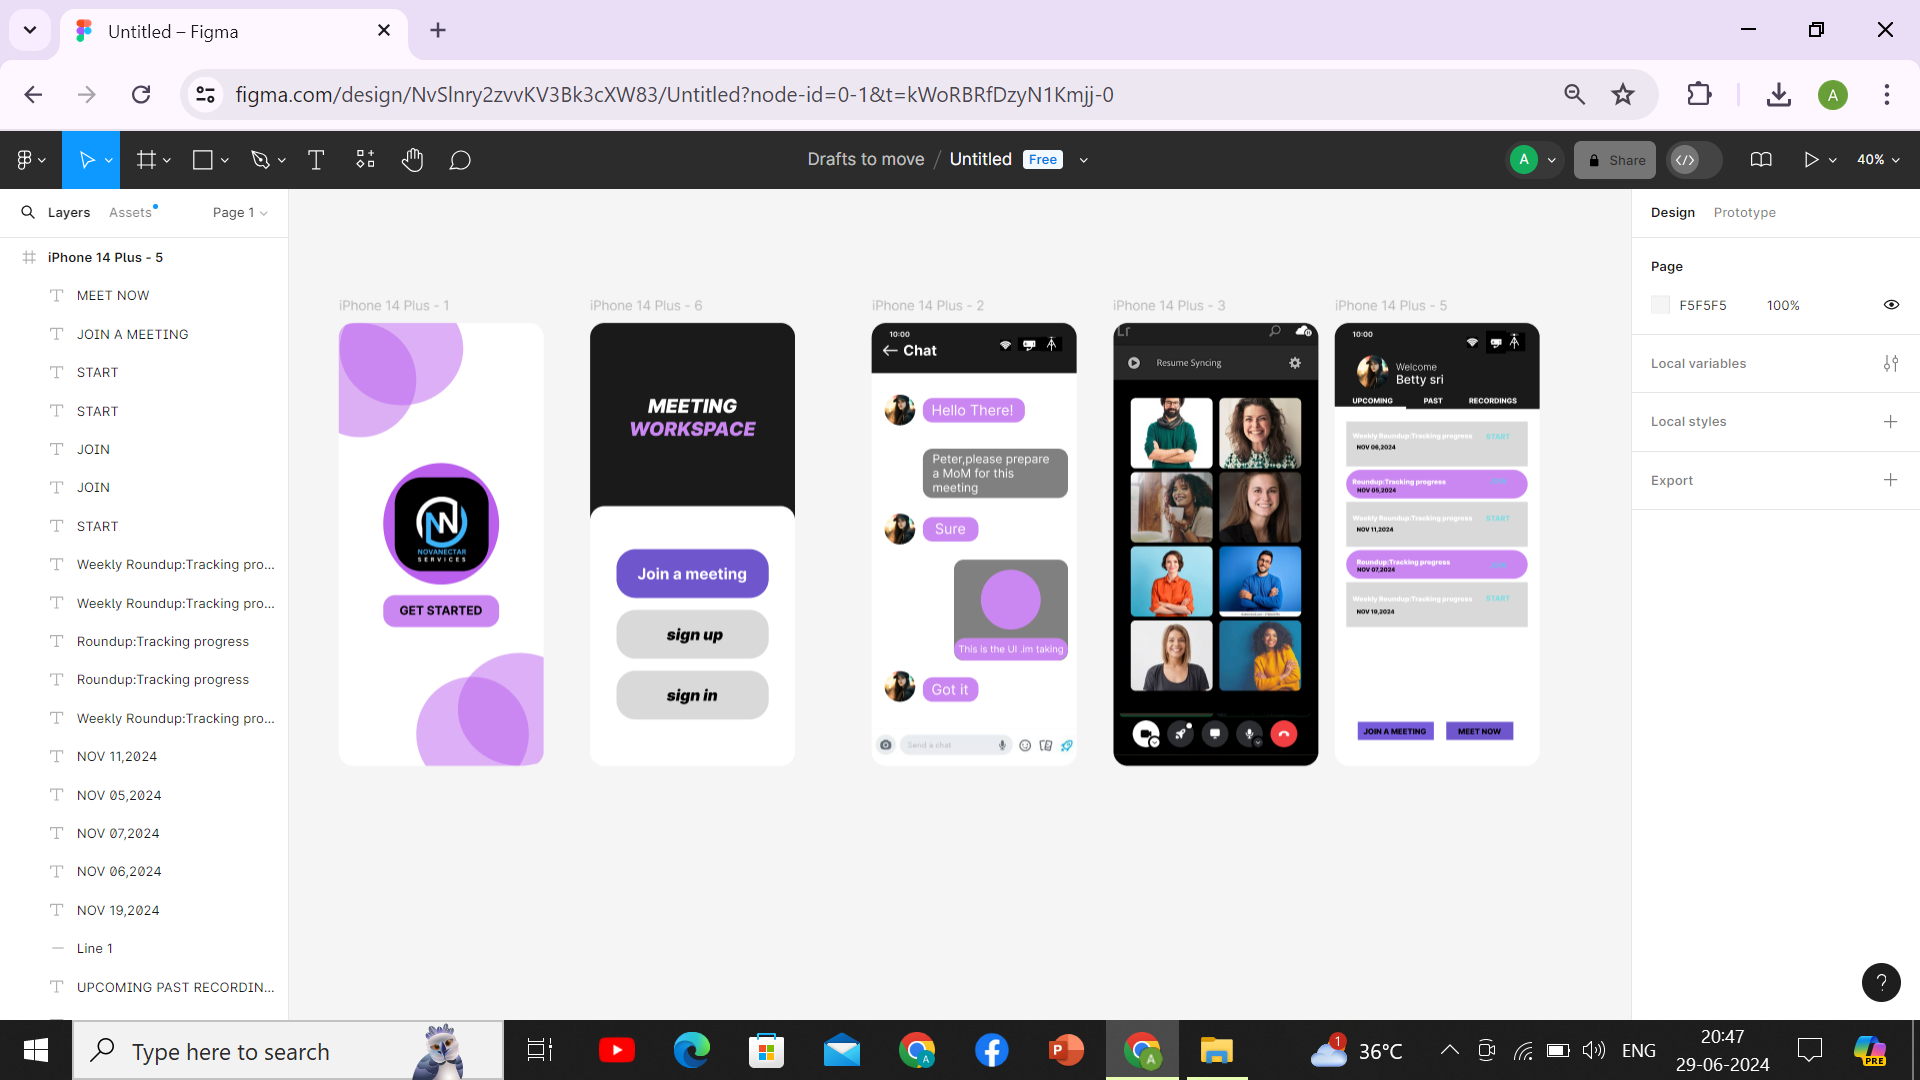 Untitled – Figma
figma.com/design/NvSlnry2zvvKV3Bk3cXW83/Untitled?node-id=0-1&t=kWoRBRfDzyN1Kmjj-0
A
Drafts to move / Untitled Free
A
Share
40%
Layers Assets Page 1
iPhone 14 Plus - 5
MEET NOW
JOIN A MEETING
START
START
JOIN
JOIN
START
Weekly Roundup:Tracking pro...
Weekly Roundup:Tracking pro...
Roundup:Tracking progress
Roundup:Tracking progress
Weekly Roundup:Tracking pro...
NOV 11,2024
NOV 05,2024
NOV 07,2024
NOV 06,2024
NOV 19,2024
Line 1
UPCOMING PAST RECORDIN...
iPhone 14 Plus - 1
NN
NOVANECTAR
SERVICES
GET STARTED
iPhone 14 Plus - 6
MEETING
WORKSPACE
Join a meeting
sign up
sign in
iPhone 14 Plus - 2
10:00
Chat
Hello There!
Peter,please prepare
a MoM for this
meeting
Sure
This is the UI .im taking
Got it
Send a chat
iPhone 14 Plus - 3
Lr
Resume Syncing
iPhone 14 Plus - 5
10:00
Welcome
Betty sri
UPCOMING PAST RECORDINGS
Weekly Roundup:Tracking progress START
NOV 06,2024
Roundup:Tracking progress
NOV 05,2024
Weekly Roundup:Tracking progress START
NOV 11,2024
Roundup:Tracking progress
NOV 07,2024
Weekly Roundup:Tracking progress START
NOV 19,2024
JOIN A MEETING MEET NOW
Design Prototype
Page
F5F5F5 100%
Local variables
Local styles
Export
?
Type here to search
A
P
A
1
36°C
ENG
20:47
29-06-2024
PRE